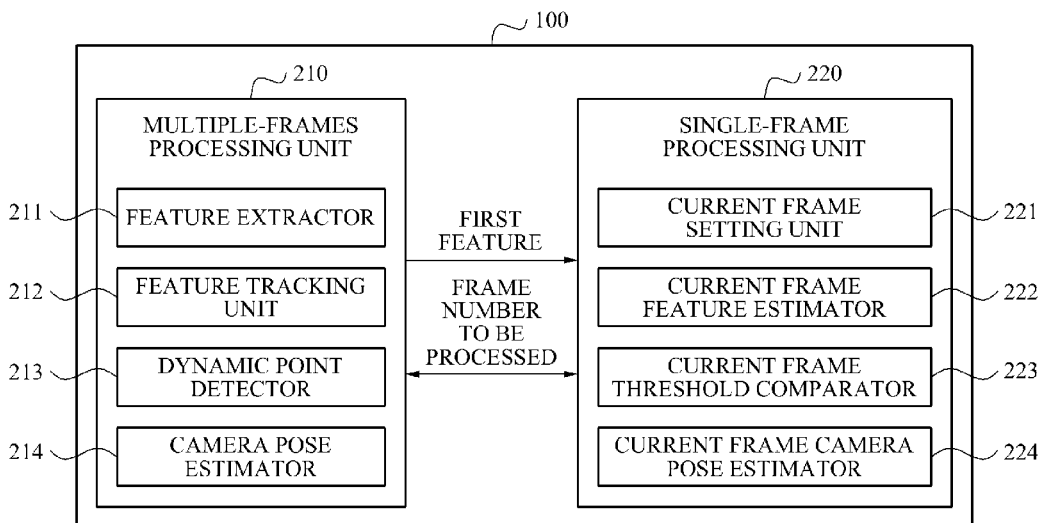 100
210
220
MULTIPLE-FRAMES
PROCESSING UNIT
SINGLE-FRAME
PROCESSING UNIT
211
FEATURE EXTRACTOR
212
FEATURE TRACKING
UNIT
213
DYNAMIC POINT
DETECTOR
214
CAMERA POSE
ESTIMATOR
FIRST
FEATURE
FRAME
NUMBER
TO BE
PROCESSED
CURRENT FRAME
SETTING UNIT
221
CURRENT FRAME
FEATURE ESTIMATOR
222
CURRENT FRAME
THRESHOLD COMPARATOR
223
CURRENT FRAME CAMERA
POSE ESTIMATOR
224